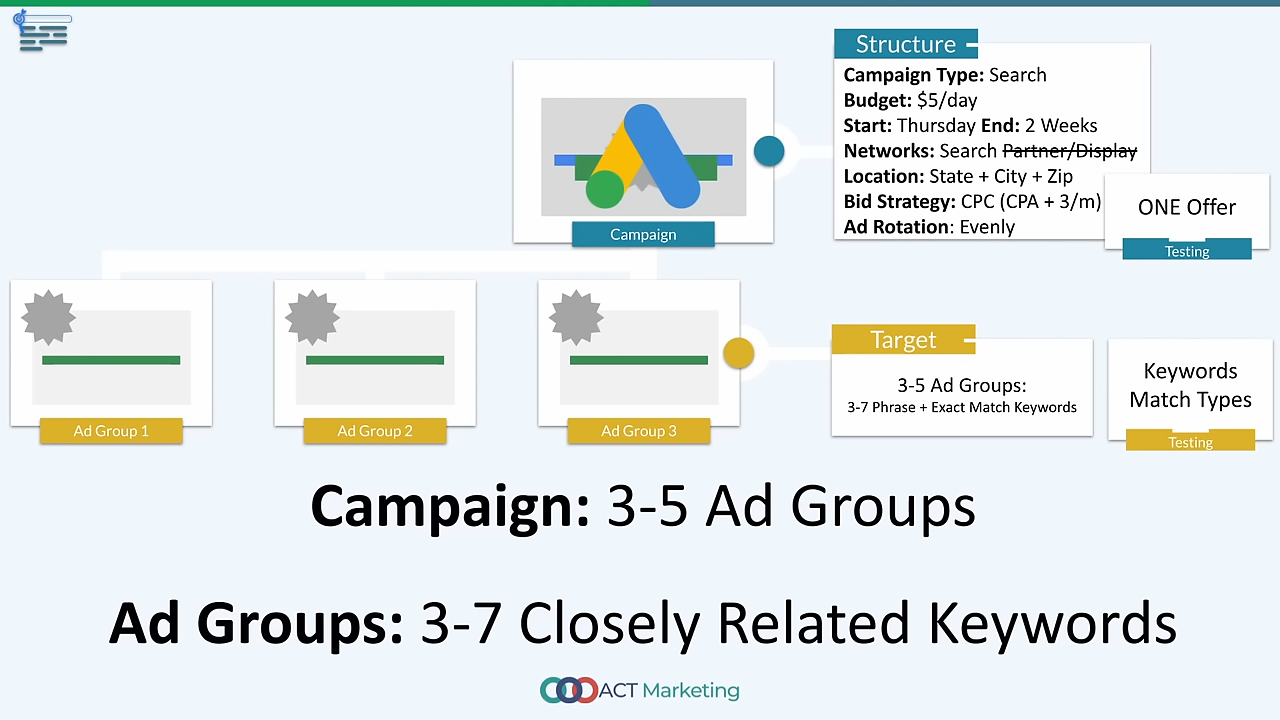 Structure
Campaign Type: Search
Budget: $5/day
Start: Thursday End: 2 Weeks
Networks: Search Partner/Display
Location: State + City + Zip
Bid Strategy: CPC (CPA + 3/m)
Ad Rotation: Evenly
ONE Offer
Testing
Campaign
Ad Group 1
Ad Group 2
Ad Group 3
Target
3-5 Ad Groups:
3-7 Phrase + Exact Match Keywords
Keywords
Match Types
Testing
Campaign: 3-5 Ad Groups
Ad Groups: 3-7 Closely Related Keywords
ACT Marketing